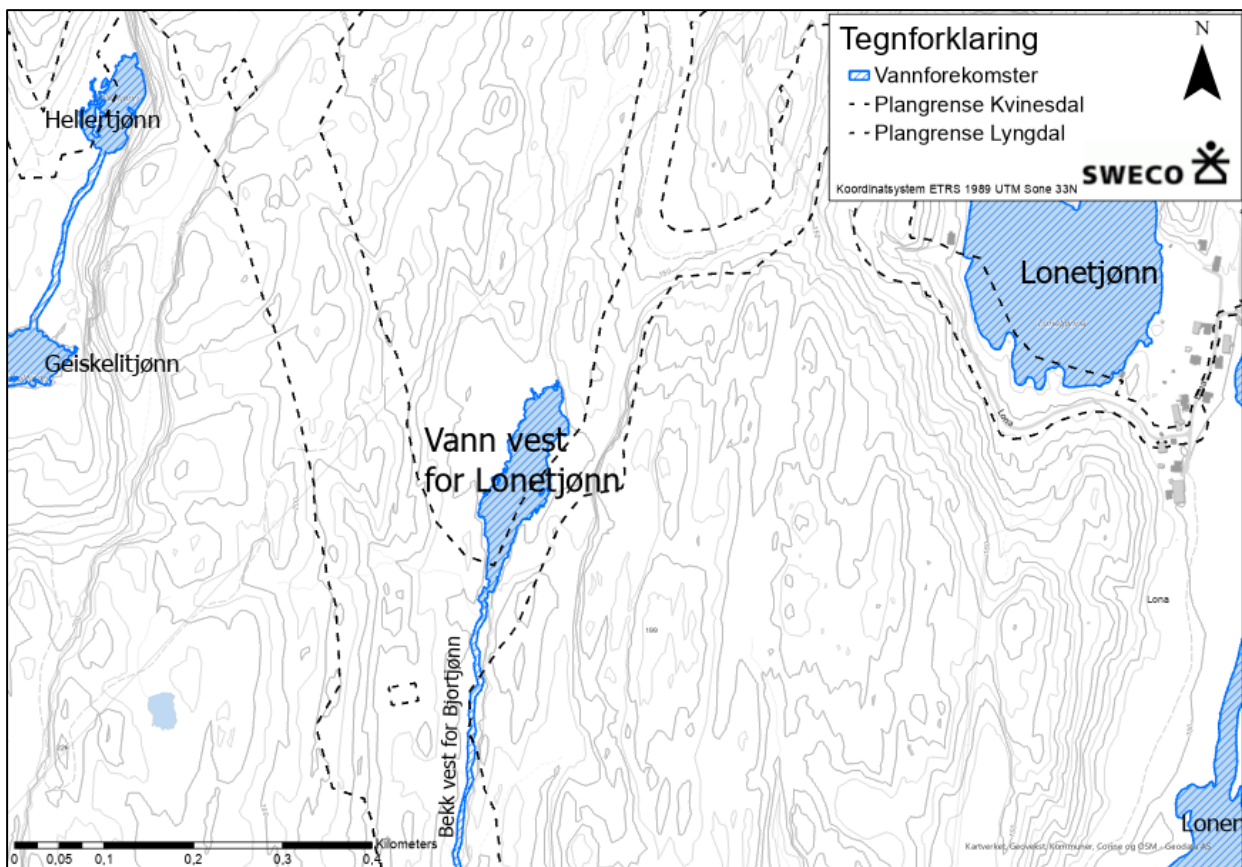 Tegnforklaring
N
Vannforekomster
Plangrense Kvinesdal
Plangrense Lyngdal
SWECO
Koordinatsystem ETRS 1989 UTM Sone 33N
Hellertjønn
Lonetjønn
Geiskelitjønn
Lona
Vann vest
for Lonetjønn
Lona
199
Bekk vest for Bjortjønn
Lonen
Kilometers
0 0,05 0,1 0,2 0,3 0,4
Kartverket, Geovekst, Kommuner, Corine og OSM - Geodata AS